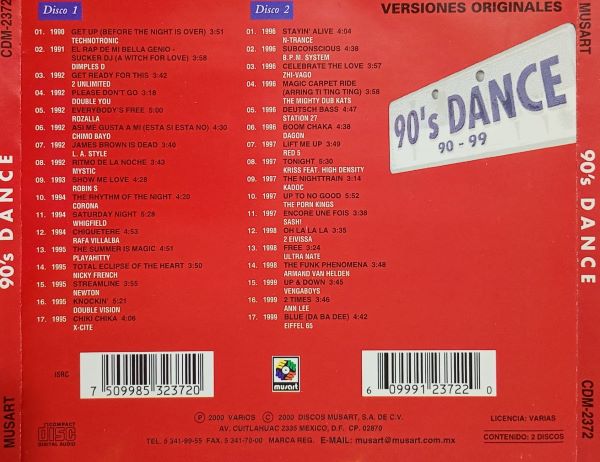 CDM-2372
90's DANCE
MUSART
Disco 1
01. 1990 GET UP (BEFORE THE NIGHT IS OVER) 3:51
TECHNOTRONIC
02. 1991 EL RAP DE MI BELLA GENIO -
SUCKER DJ (A WITCH FOR LOVE) 3:58
DIMPLES D
03. 1992 GET READY FOR THIS 3:42
2 UNLIMITED
04. 1992 PLEASE DON'T GO 3:18
DOUBLE YOU
05. 1992 EVERYBODY'S FREE 5:00
ROZALLA
06. 1992 ASI ME GUSTA A MI (ESTA SI ESTA NO) 4:30
CHIMO BAYO
07. 1992 JAMES BROWN IS DEAD 3:40
L. A. STYLE
08. 1992 RITMO DE LA NOCHE 3:43
MYSTIC
09. 1993 SHOW ME LOVE 4:28
ROBIN S
10. 1994 THE RHYTHM OF THE NIGHT 4:20
CORONA
11. 1994 SATURDAY NIGHT 5:28
WHIGFIELD
12. 1994 CHIQUETERE 4:53
RAFA VILLALBA
13. 1995 THE SUMMER IS MAGIC 4:51
PLAYAHITTY
14. 1995 TOTAL ECLIPSE OF THE HEART 3:50
NICKY FRENCH
15. 1995 STREAMLINE 3:55
NEWTON
16. 1995 KNOCKIN' 5:21
DOUBLE VISION
17. 1995 CHIKI CHIKA 4:06
X-CITE
Disco 2
01. 1996 STAYIN' ALIVE 4:04
N-TRANCE
02. 1996 SUBCONSCIOUS 4:38
B.P.M. SYSTEM
03. 1996 CELEBRATE THE LOVE 3:57
ZHI-VAGO
04. 1996 MAGIC CARPET RIDE
(ARRING TI TING TING) 3:48
THE MIGHTY DUB KATS
05. 1996 DEUTSCH BASS 4:47
STATION 27
06. 1996 BOOM CHAKA 4:38
DAGON
07. 1997 LIFT ME UP 3:49
RED 5
08. 1997 TONIGHT 5:30
KRISS FEAT. HIGH DENSITY
09. 1997 THE NIGHTTRAIN 3:14
KADOC
10. 1997 UP TO NO GOOD 5:52
THE PORN KINGS
11. 1997 ENCORE UNE FOIS 3:38
SASH!
12. 1998 OH LA LA LA 3:35
2 EIVISSA
13. 1998 FREE 3:24
ULTRA NATE
14. 1998 THE FUNK PHENOMENA 3:48
ARMAND VAN HELDEN
15. 1999 UP & DOWN 3:45
VENGABOYS
16. 1999 2 TIMES 3:46
ANN LEE
17. 1999 BLUE (DA BA DEE) 4:42
EIFFEL 65
VERSIONES ORIGINALES
90's DANCE
90 - 99
ISRC
7 509985 323720
musart
6 09991 23722 0
COMPACT
disc
DIGITAL AUDIO
Ⓟ 2000 VARIOS Ⓒ 2000 DISCOS MUSART, S.A. DE C.V.
AV. CUITLAHUAC 2335 MEXICO, D.F. CP. 02870
TEL. 5 341-99-55 FAX. 5 341-70-00 MARCA REG. E-MAIL: musart@musart.com.mx
LICENCIA: VARIAS
CONTENIDO: 2 DISCOS
MUSART
90's DANCE
CDM-2372